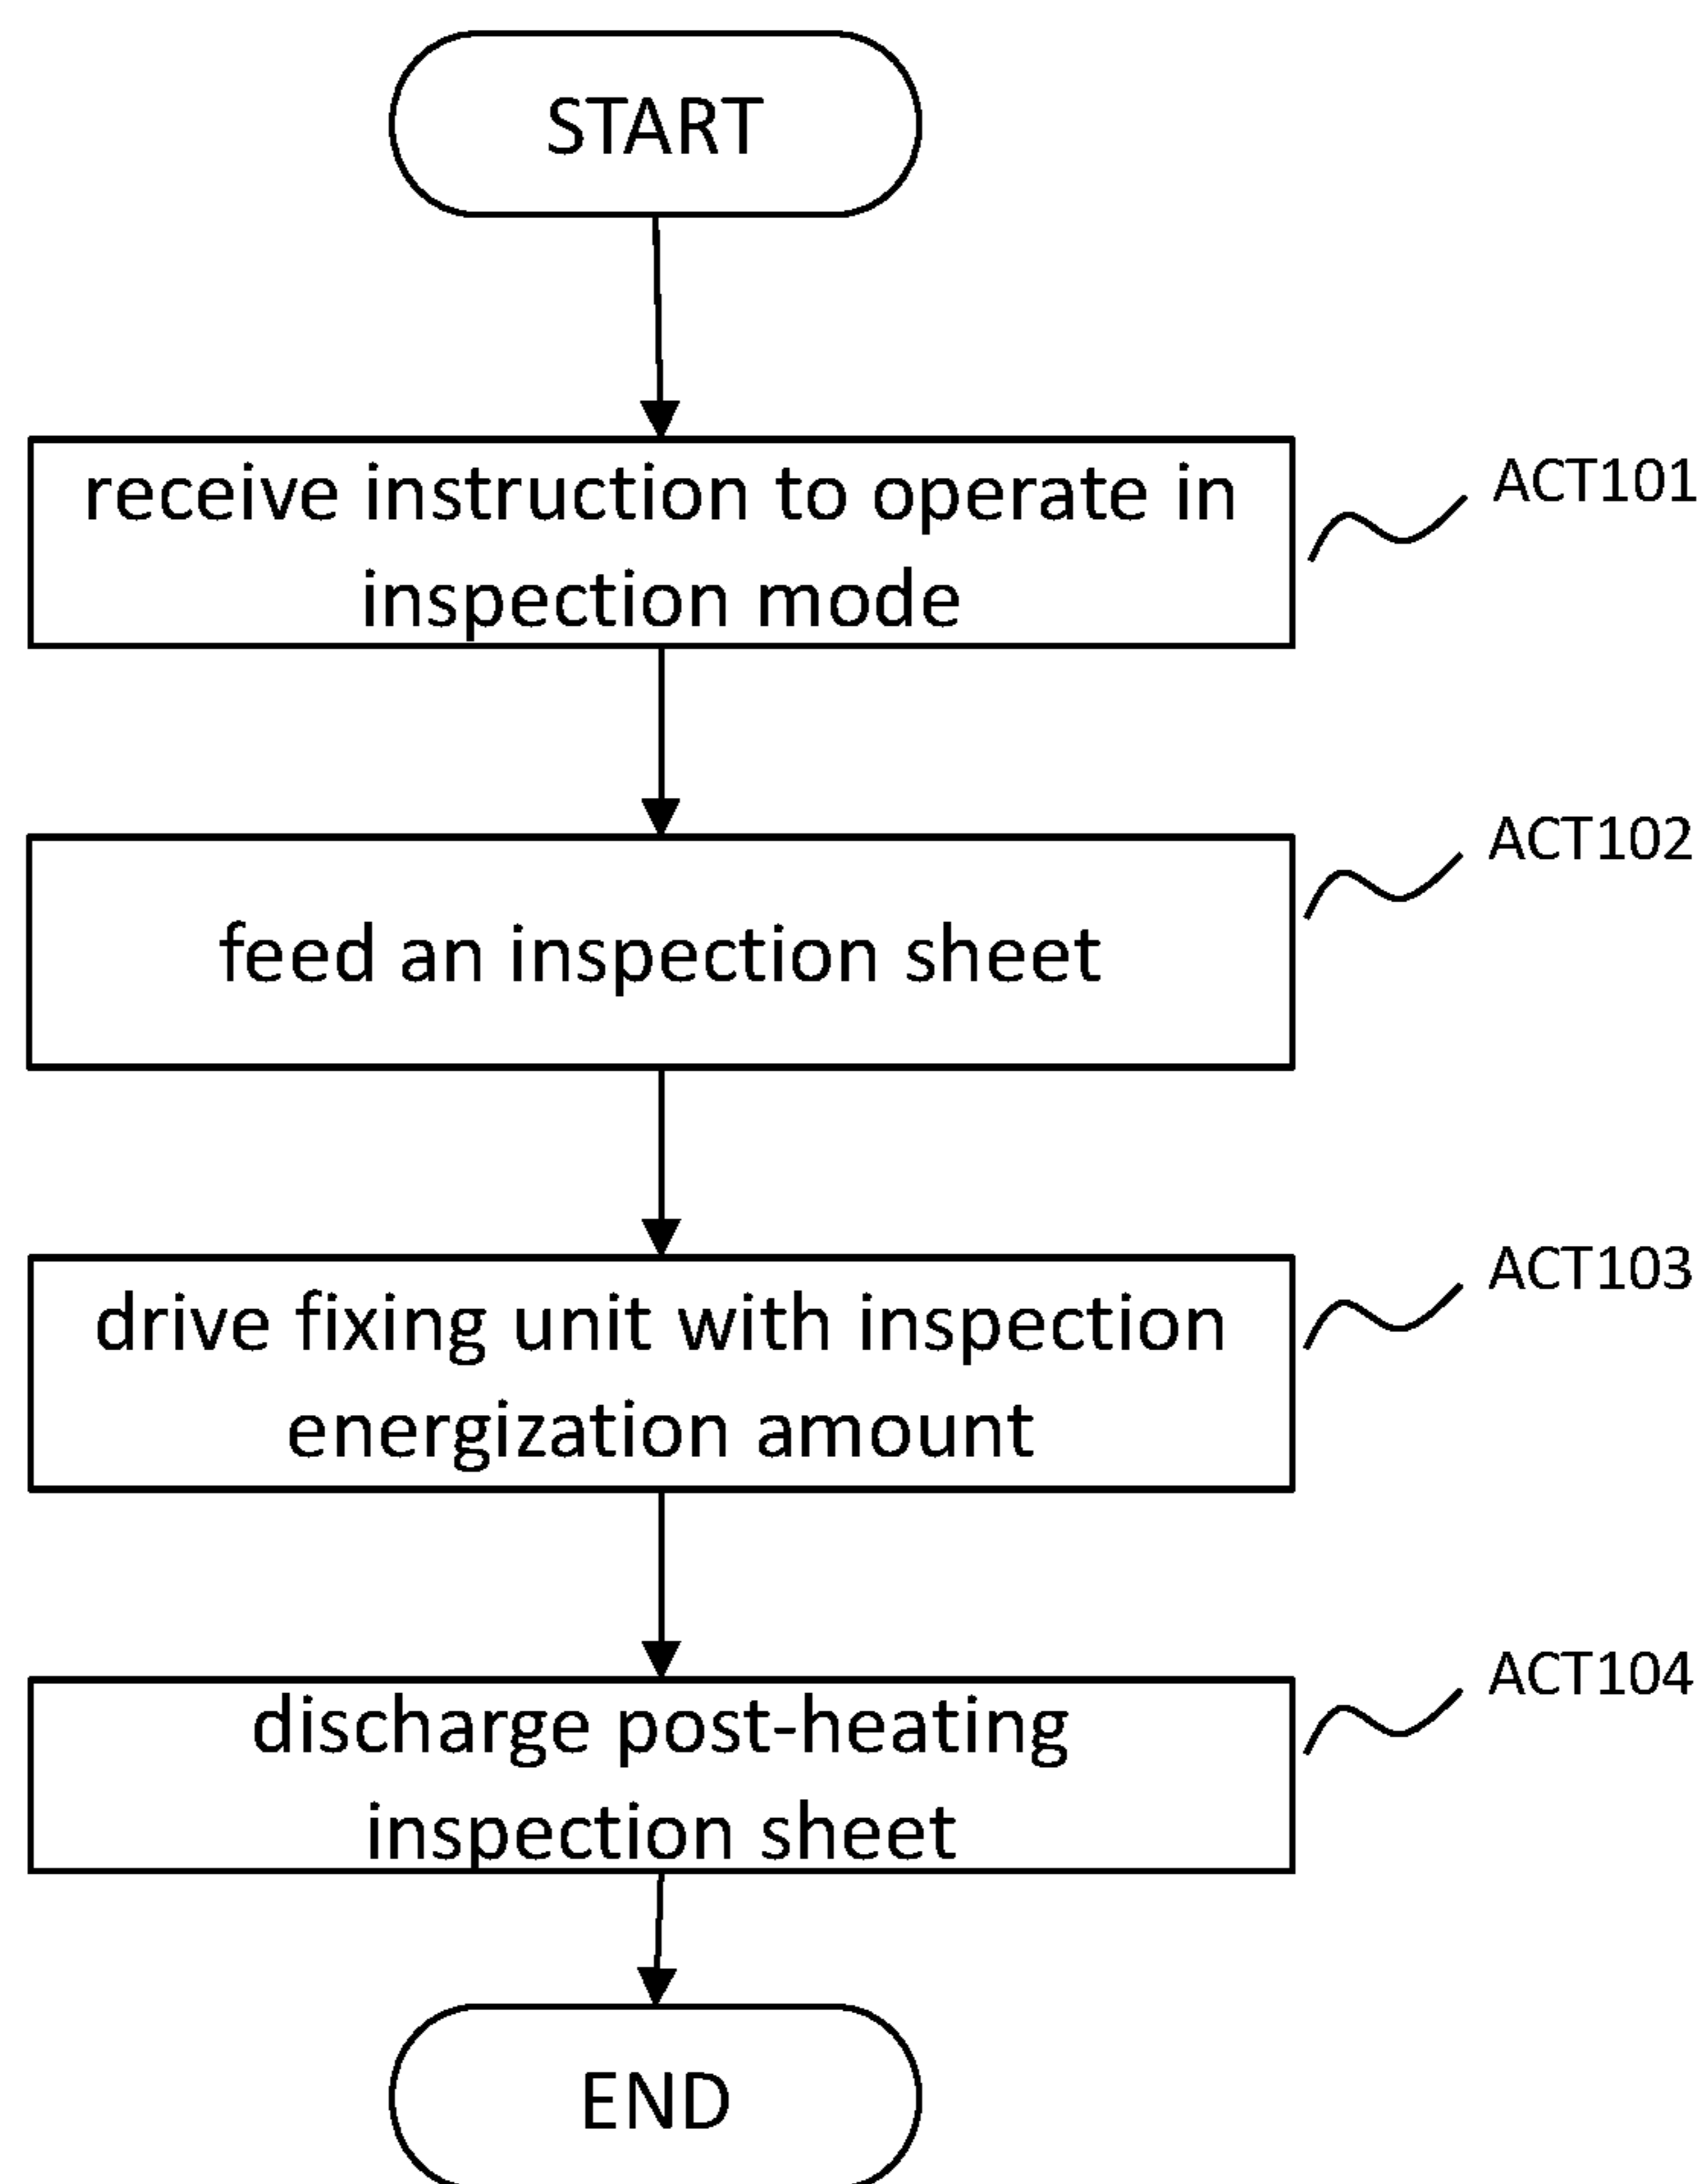 START
receive instruction to operate in
inspection mode
ACT101
feed an inspection sheet
ACT102
drive fixing unit with inspection
energization amount
ACT103
discharge post-heating
inspection sheet
ACT104
END